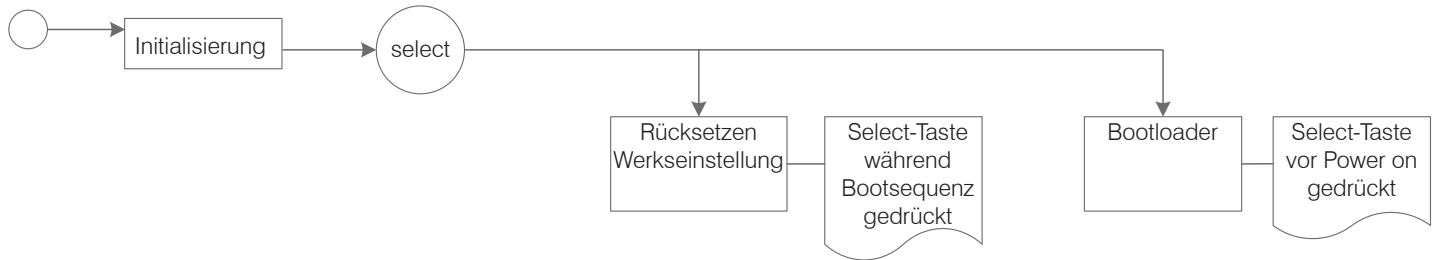 Initialisierung
select
Rücksetzen
Werkseinstellung
Select-Taste
während
Bootsequenz
gedrückt
Bootloader
Select-Taste
vor Power on
gedrückt